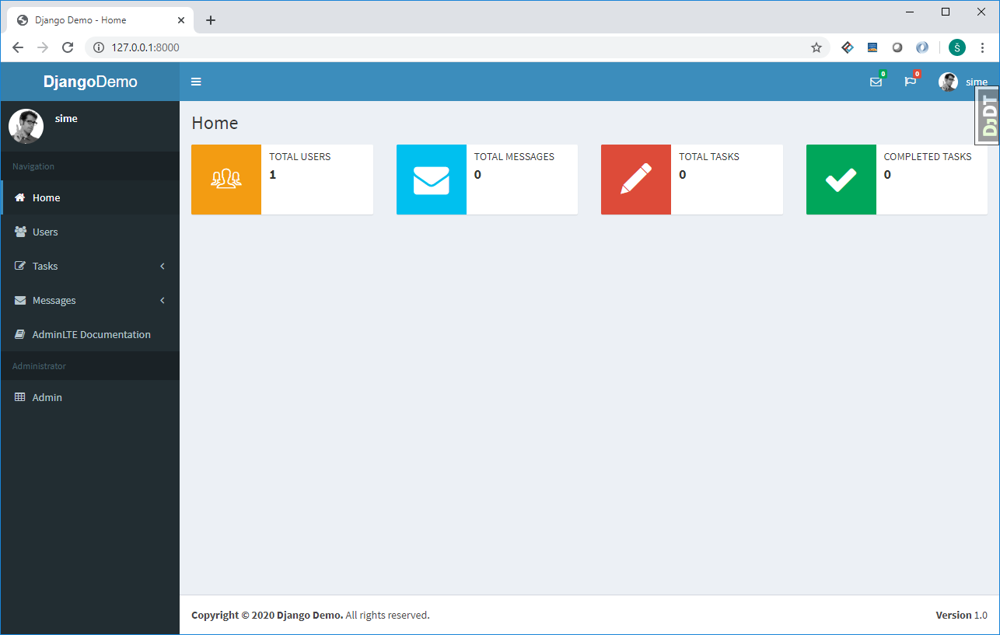 Django Demo - Home
127.0.0.1:8000
Š
DjangoDemo
0
0
sime
DjDT
sime
Navigation
Home
Users
Tasks
Messages
AdminLTE Documentation
Administrator
Admin
Home
TOTAL USERS
1
TOTAL MESSAGES
0
TOTAL TASKS
0
COMPLETED TASKS
0
Copyright © 2020 Django Demo. All rights reserved.
Version 1.0